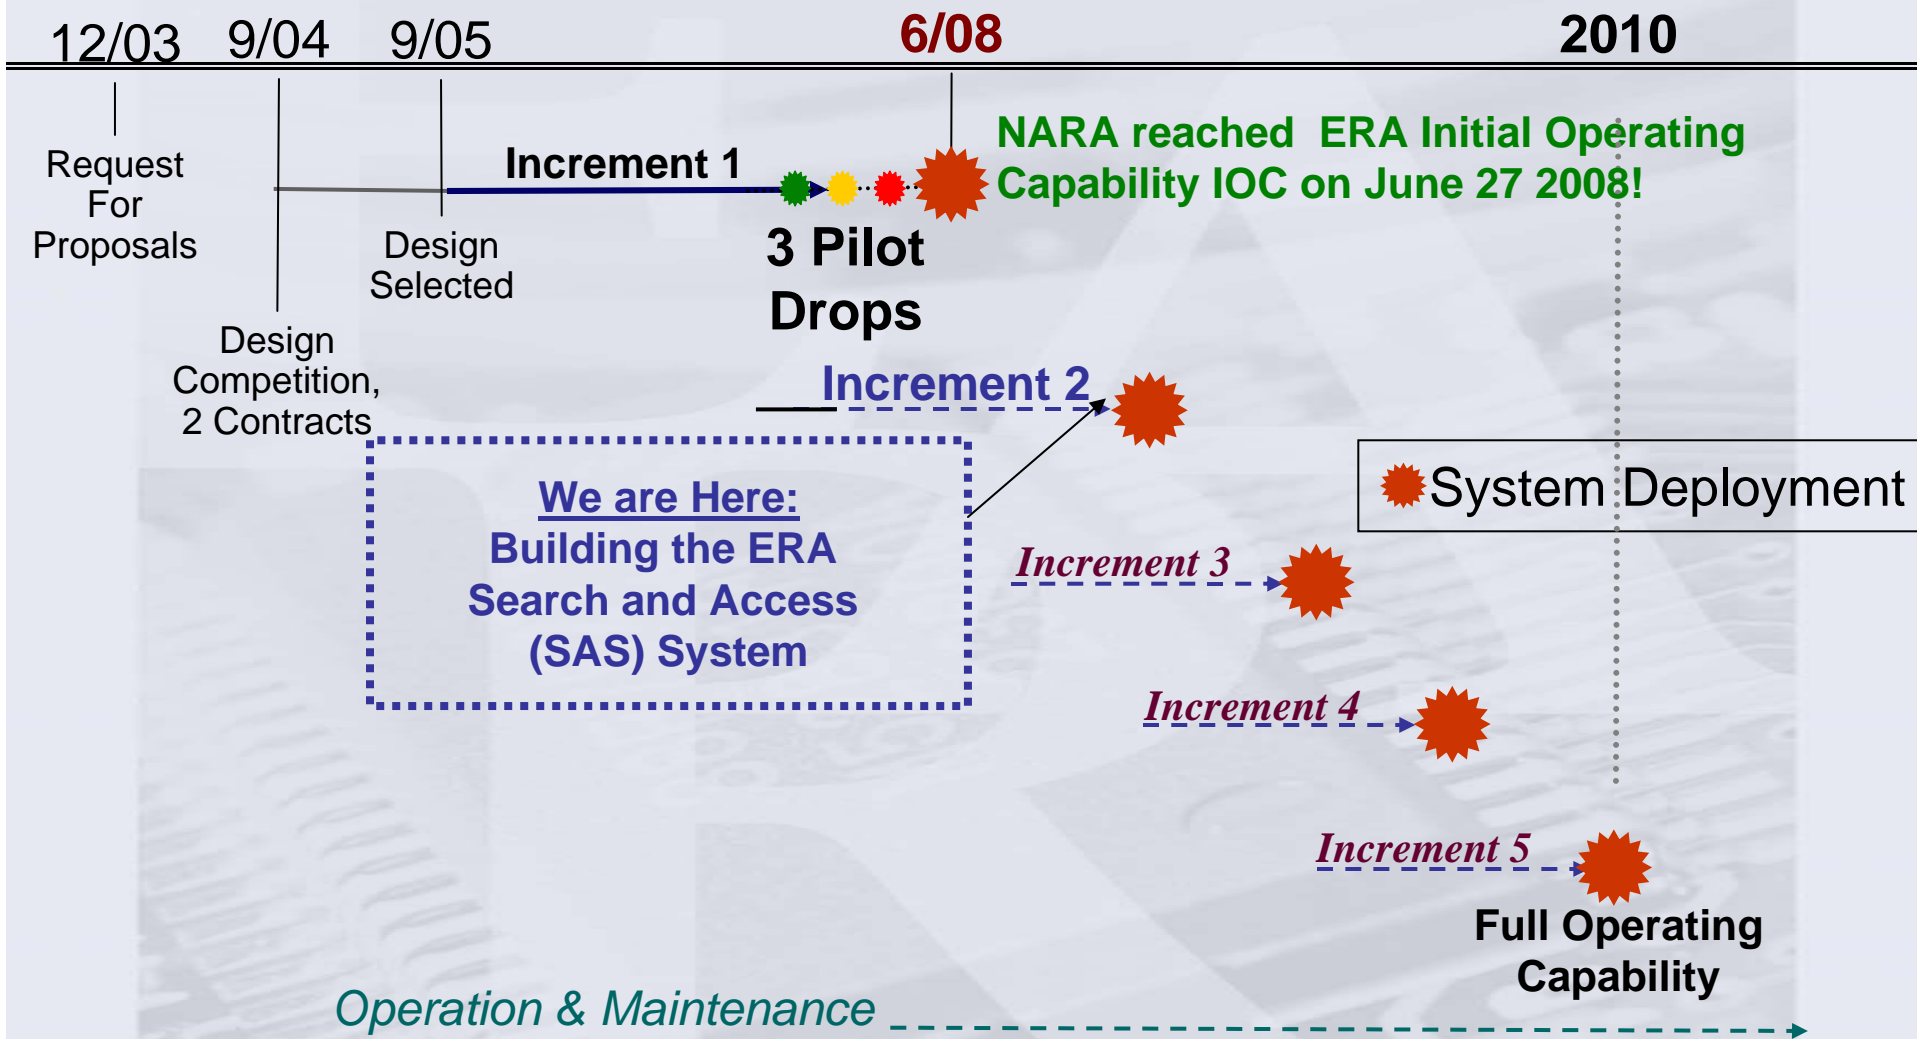 12/03 9/04 9/05 6/08 2010
Request
For
Proposals
Design
Competition,
2 Contracts
Design
Selected
Increment 1
3 Pilot
Drops
NARA reached ERA Initial Operating
Capability IOC on June 27 2008!
Increment 2
We are Here:
Building the ERA
Search and Access
(SAS) System
System Deployment
Increment 3
Increment 4
Increment 5
Full Operating
Capability
Operation & Maintenance